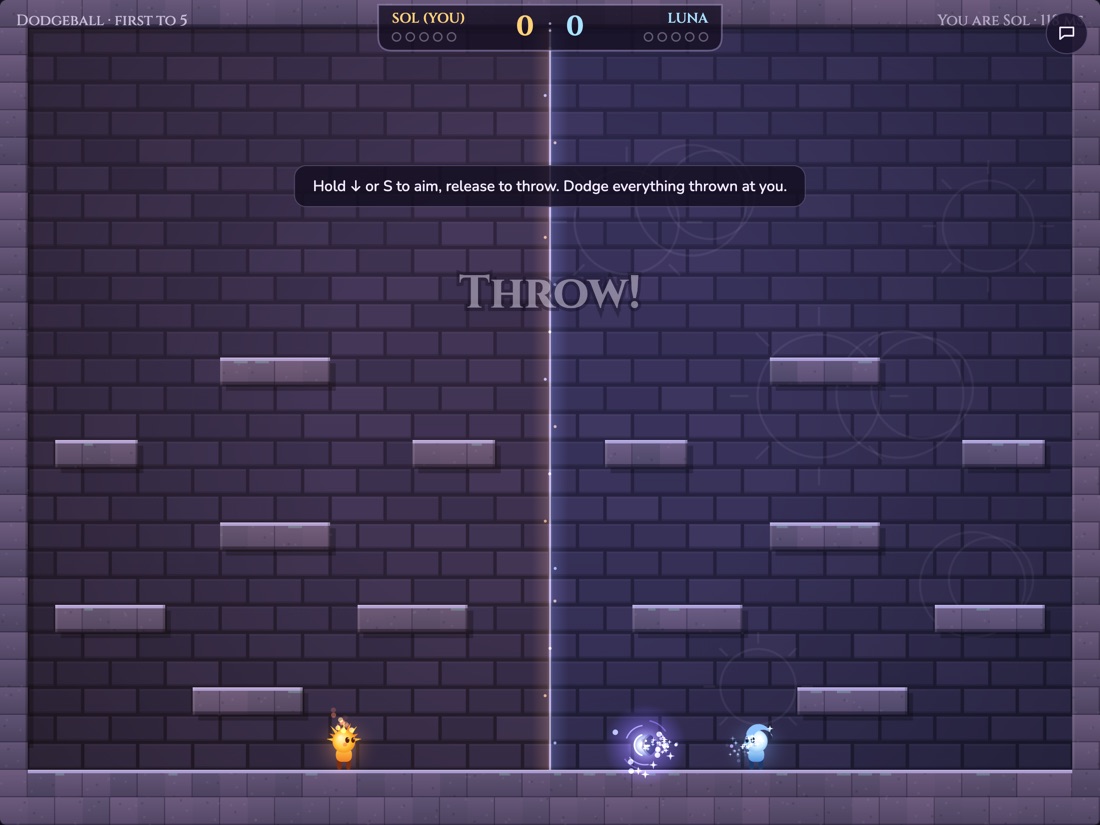 Dodgeball · first to 5
SOL (YOU)
0 : 0
LUNA
You are Sol ·
Hold ↓ or S to aim, release to throw. Dodge everything thrown at you.
Throw!